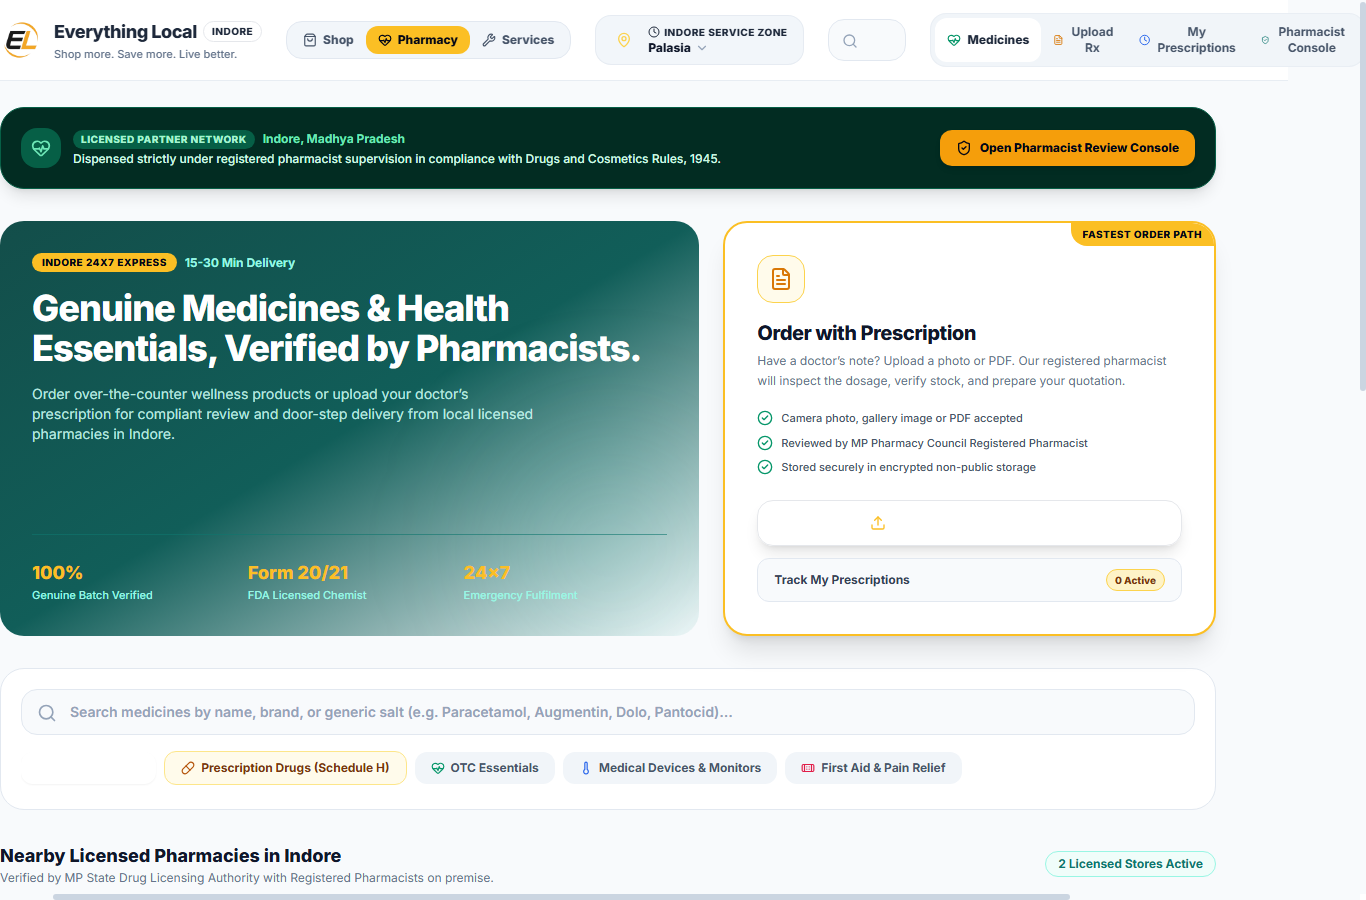 EL
Everything Local
INDORE
Shop more. Save more. Live better.
Shop
Pharmacy
Services
INDORE SERVICE ZONE
Palasia
Medicines
Upload
Rx
My
Prescriptions
Pharmacist
Console
LICENSED PARTNER NETWORK
Indore, Madhya Pradesh
Dispensed strictly under registered pharmacist supervision in compliance with Drugs and Cosmetics Rules, 1945.
Open Pharmacist Review Console
INDORE 24X7 EXPRESS
15-30 Min Delivery
Genuine Medicines & Health
Essentials, Verified by Pharmacists.
Order over-the-counter wellness products or upload your doctor’s
prescription for compliant review and door-step delivery from local licensed
pharmacies in Indore.
100%
Genuine Batch Verified
Form 20/21
FDA Licensed Chemist
24×7
Emergency Fulfilment
FASTEST ORDER PATH
Order with Prescription
Have a doctor’s note? Upload a photo or PDF. Our registered pharmacist
will inspect the dosage, verify stock, and prepare your quotation.
Camera photo, gallery image or PDF accepted
Reviewed by MP Pharmacy Council Registered Pharmacist
Stored securely in encrypted non-public storage
Track My Prescriptions
0 Active
Search medicines by name, brand, or generic salt (e.g. Paracetamol, Augmentin, Dolo, Pantocid)...
Prescription Drugs (Schedule H)
OTC Essentials
Medical Devices & Monitors
First Aid & Pain Relief
Nearby Licensed Pharmacies in Indore
Verified by MP State Drug Licensing Authority with Registered Pharmacists on premise.
2 Licensed Stores Active